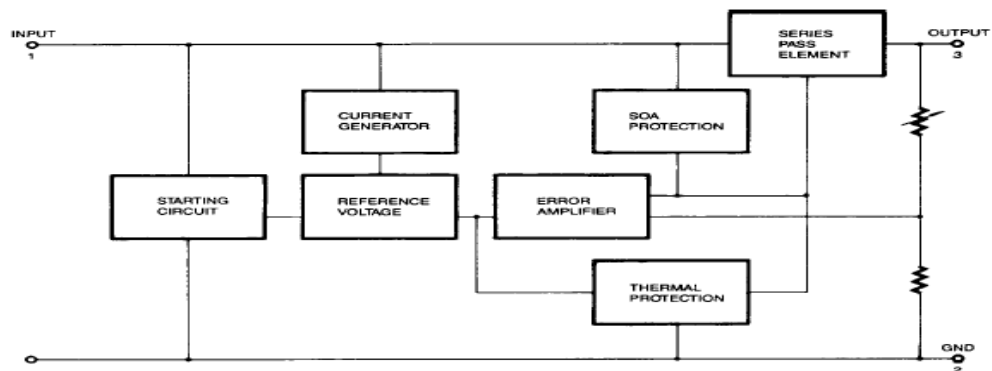 INPUT
1
SERIES
PASS
ELEMENT
OUTPUT
3
CURRENT
GENERATOR
SOA
PROTECTION
STARTING
CIRCUIT
REFERENCE
VOLTAGE
ERROR
AMPLIFIER
THERMAL
PROTECTION
GND
2